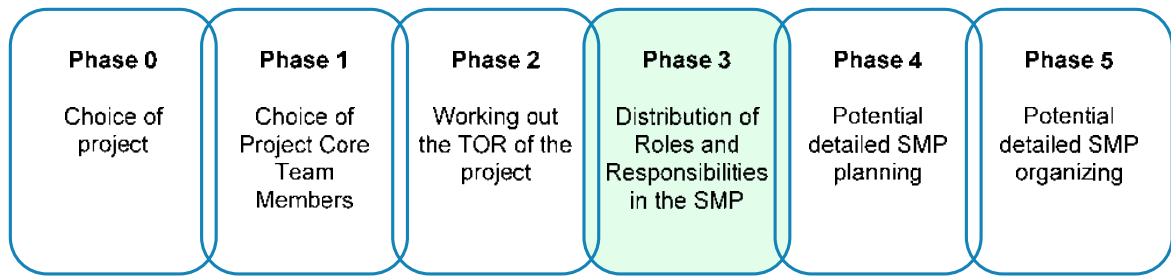 Phase 0
Choice of
project
Phase 1
Choice of
Project Core
Team
Members
Phase 2
Working out
the TOR of the
project
Phase 3
Distribution of
Roles and
Responsibilities
in the SMP
Phase 4
Potential
detailed SMP
planning
Phase 5
Potential
detailed SMP
organizing